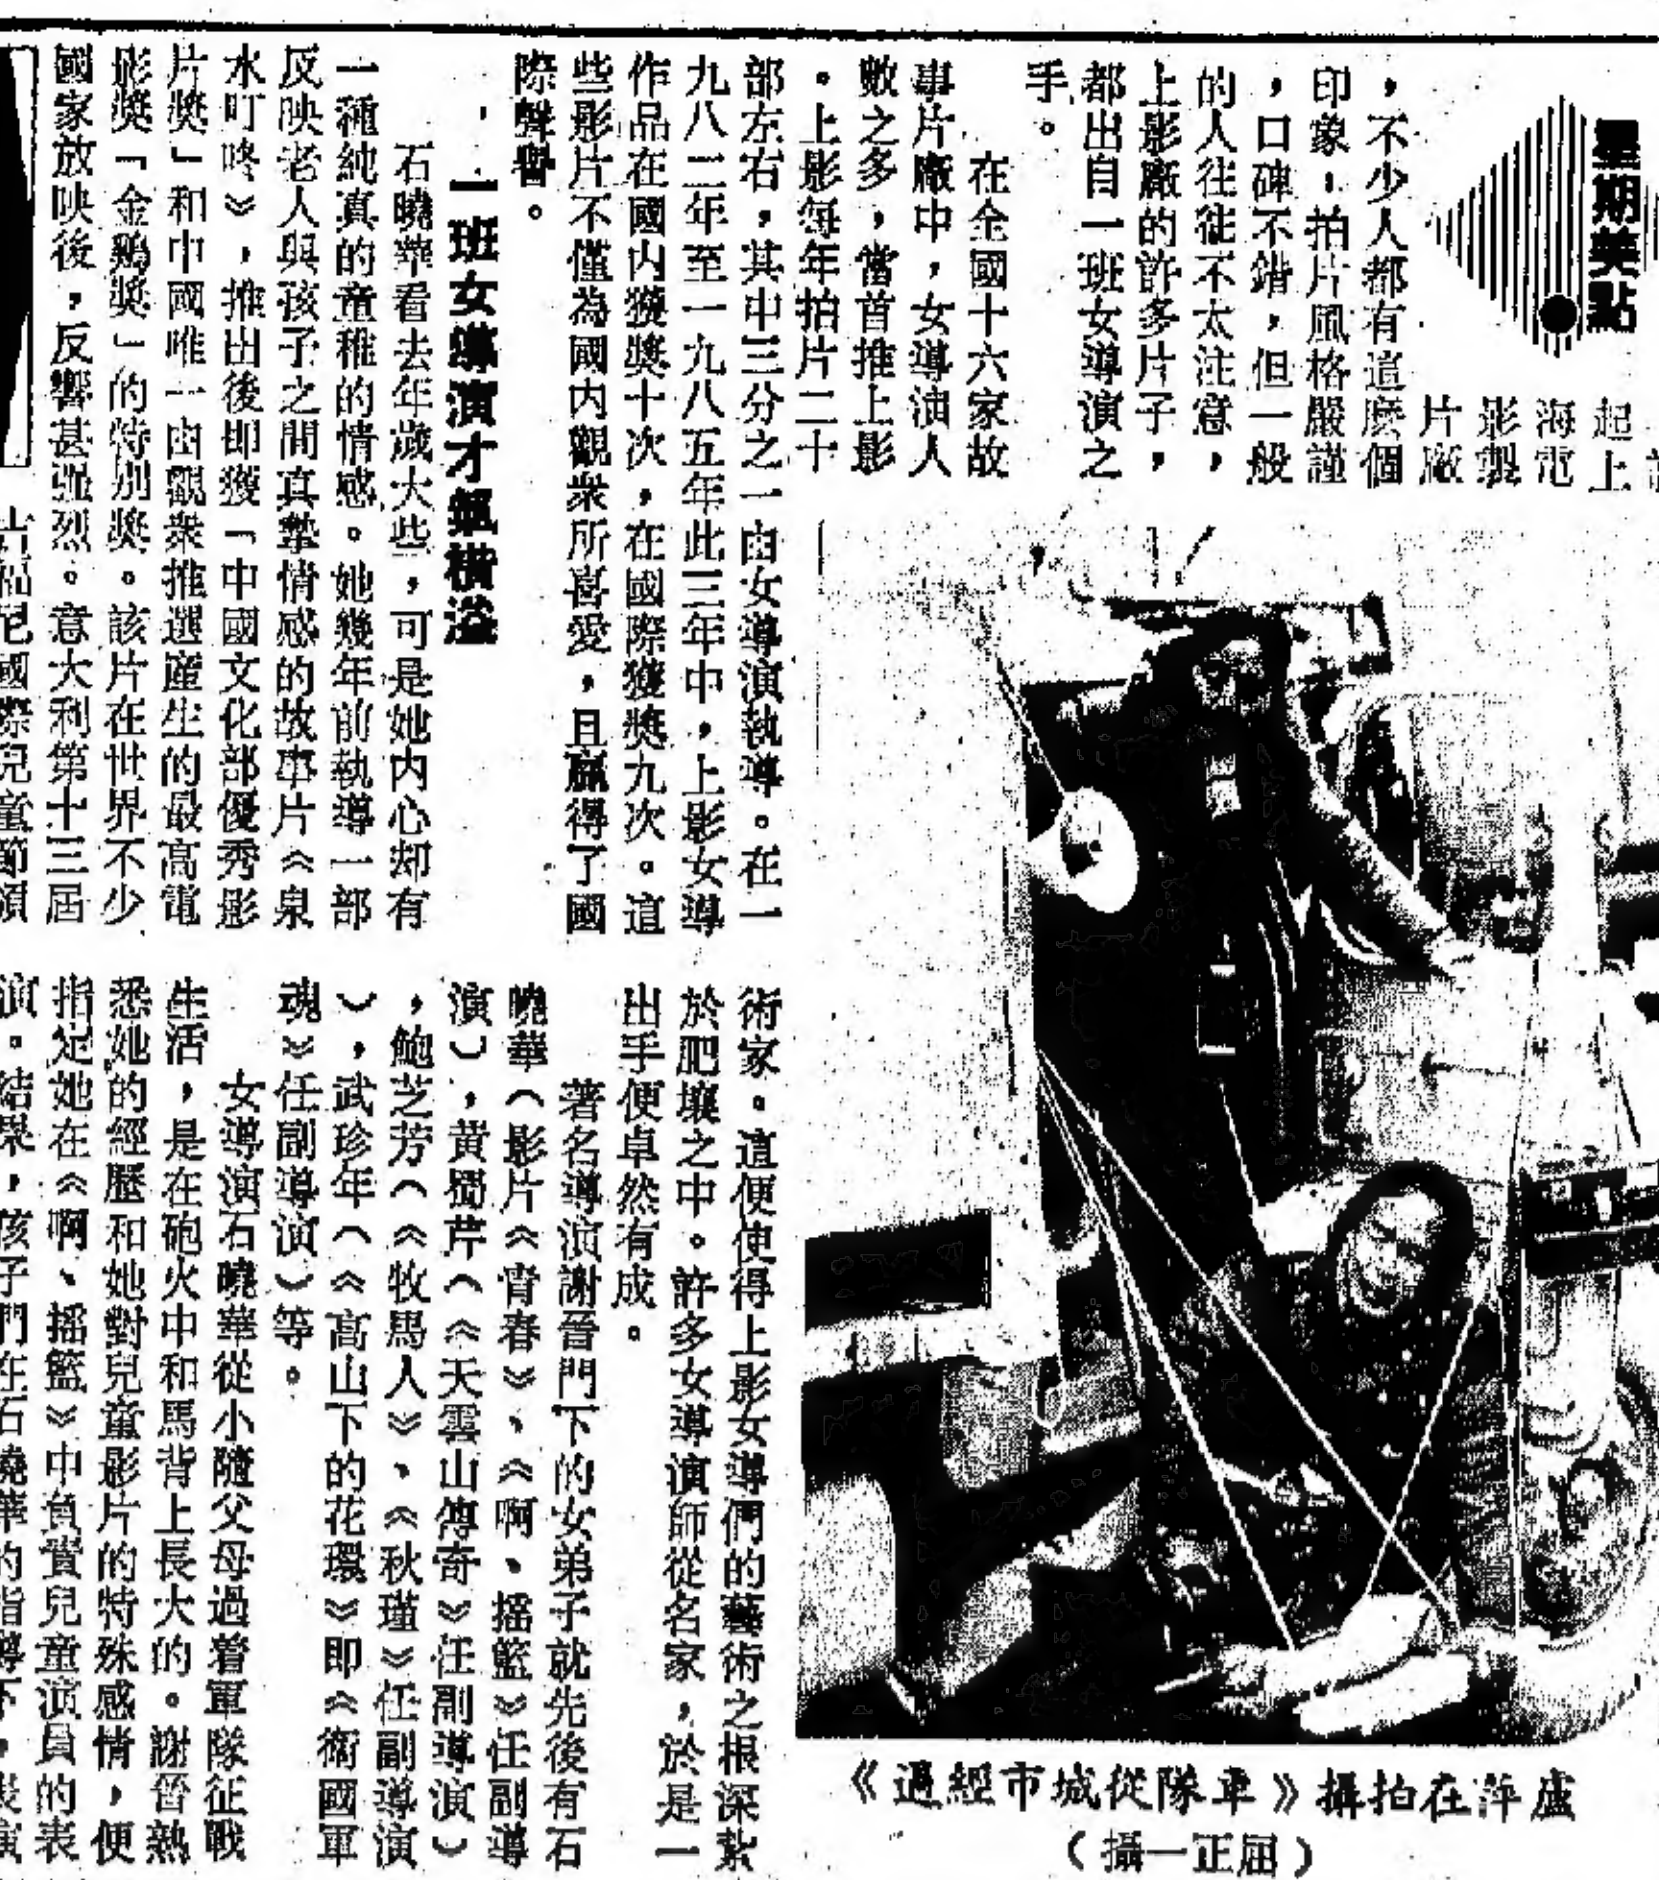 星期美點
起上
海電
影製
片廠
，不少人都有這麽個
印象，拍片風格嚴謹
，口碑不錯，但一般
的人往往不太注意，
上影廠的許多片子，
都出自一班女導演之
手。
在全國十六家故
事片廠中，女導演人
數之多，當首推上影
。上影每年拍片二十
部左右，其中三分之一由女導演執導。在一
九八二年至一九八五年此三年中，上影女導
作品在國內獲獎十次，在國際獲獎九次。這
些影片不僅為國內觀衆所喜愛，且贏得了國
際聲譽。
一班女導演才氣橫溢
石曉華看去年歲大些，可是她內心却有
一種純真的童稚的情感。她幾年前執導一部
反映老人與孩子之間真摯情感的故事片《泉
水叮咚》，推出後即獲「中國文化部優秀影
片獎」和中國唯一由觀衆推選產生的最高電
影獎「金鷄獎」的特別獎。該片在世界不少
國家放映後，反響甚強烈。意大利第十三屆
吉福尼國際兒童節頒
盧萍在拍攝《車隊從城市經過》
（屈正一攝）
術家。這便使得上影女導們的藝術之根深紮
於肥壤之中。許多女導演師從名家，於是一
出手便卓然有成。
著名導演謝晉門下的女弟子就先後有石
曉華（影片《青春》、《啊、搖籃》任副導
演），黃蜀芹（《天雲山傳奇》任副導演）
，鮑芝芳（《牧馬人》、《秋瑾》任副導演
），武珍年（《高山下的花環》即《衛國軍
魂》任副導演）等。
女導演石曉華從小隨父母過着軍隊征戰
生活，是在砲火中和馬背上長大的。謝晉熟
悉她的經歷和她對兒童影片的特殊感情，便
指定她在《啊、搖籃》中負責兒童演員的表
演。結果，孩子們在石曉華的指導下，表演